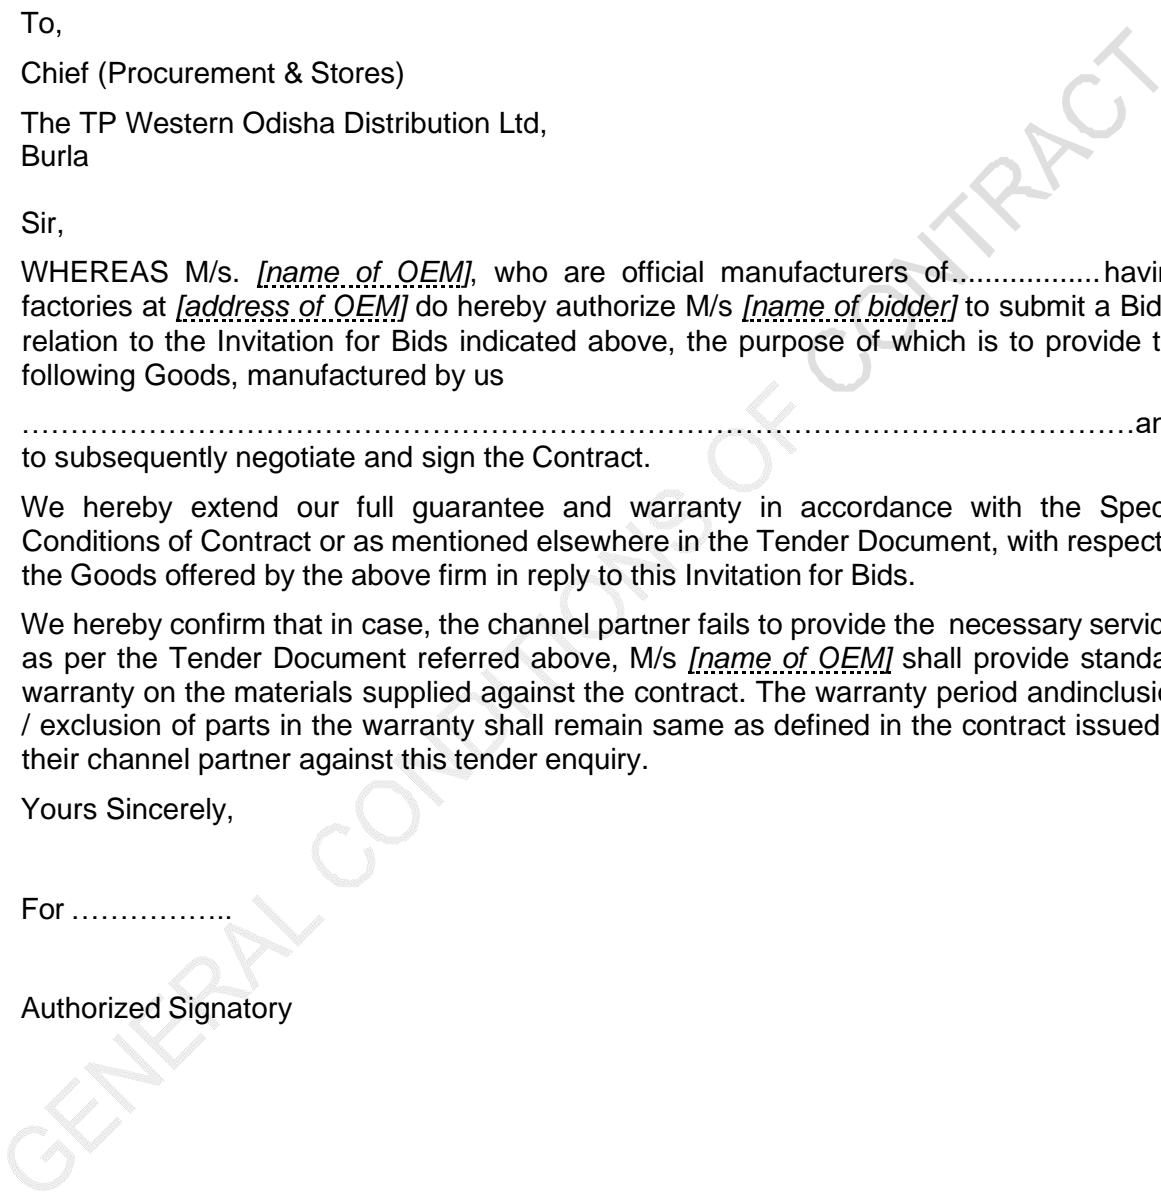 To,
Chief (Procurement & Stores)
The TP Western Odisha Distribution Ltd,
Burla
Sir,
WHEREAS M/s. [name of OEM], who are official manufacturers of..................
factories at [address of OEM] do hereby authorize M/s [name of bidder] to submit a Bid
relation to the Invitation for Bids indicated above, the purpose of which is to provide
following Goods, manufactured by us
……………………………………………………………………………………………………
to subsequently negotiate and sign the Contract.
We hereby extend our full guarantee and warranty in accordance with the
Conditions of Contract or as mentioned elsewhere in the Tender Document, with respect
the Goods offered by the above firm in reply to this Invitation for Bids.
We hereby confirm that in case, the channel partner fails to provide the necessary
as per the Tender Document referred above, M/s [name of OEM] shall provide
warranty on the materials supplied against the contract. The warranty period
/ exclusion of parts in the warranty shall remain same as defined in the contract issued
their channel partner against this tender enquiry.
Yours Sincerely,
For ……………..
Authorized Signatory
GENERAL CONDITIONS OF CONTRACT